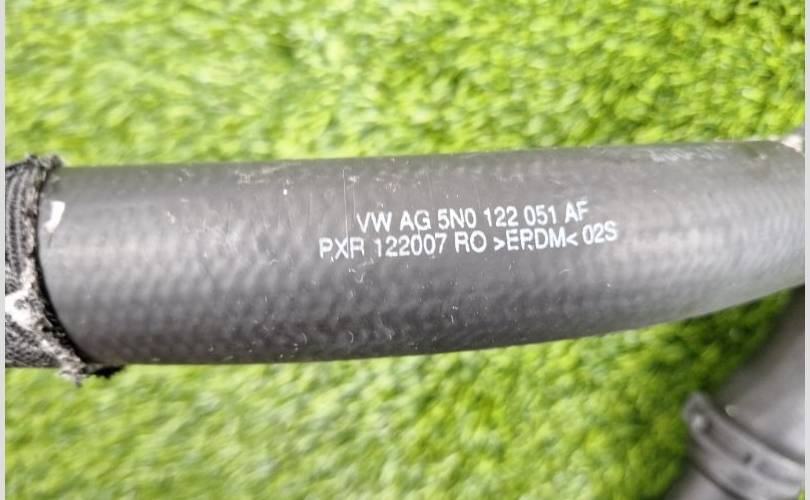 VW AG 5N0 122 051 AF
PXR 122007 RO >EPDM< 02S